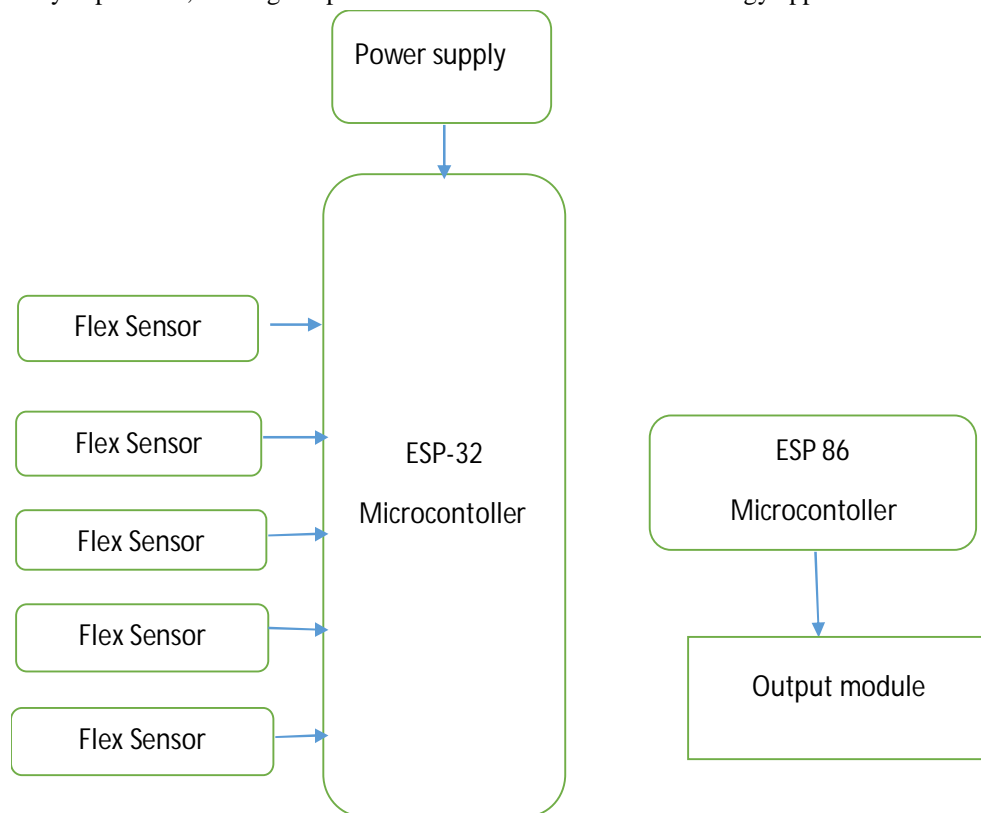 Power supply
Flex Sensor
Flex Sensor
ESP-32
Microcontoller
ESP 86
Microcontoller
Flex Sensor
Flex Sensor
Output module
Flex Sensor